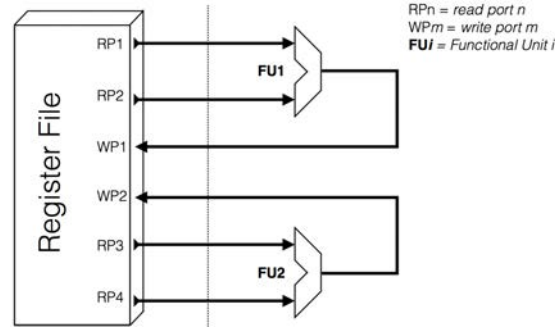 RPn = read port n
WPm = write port m
FUi = Functional Unit i
Register File
RP1
FU1
RP2
WP1
WP2
RP3
FU2
RP4